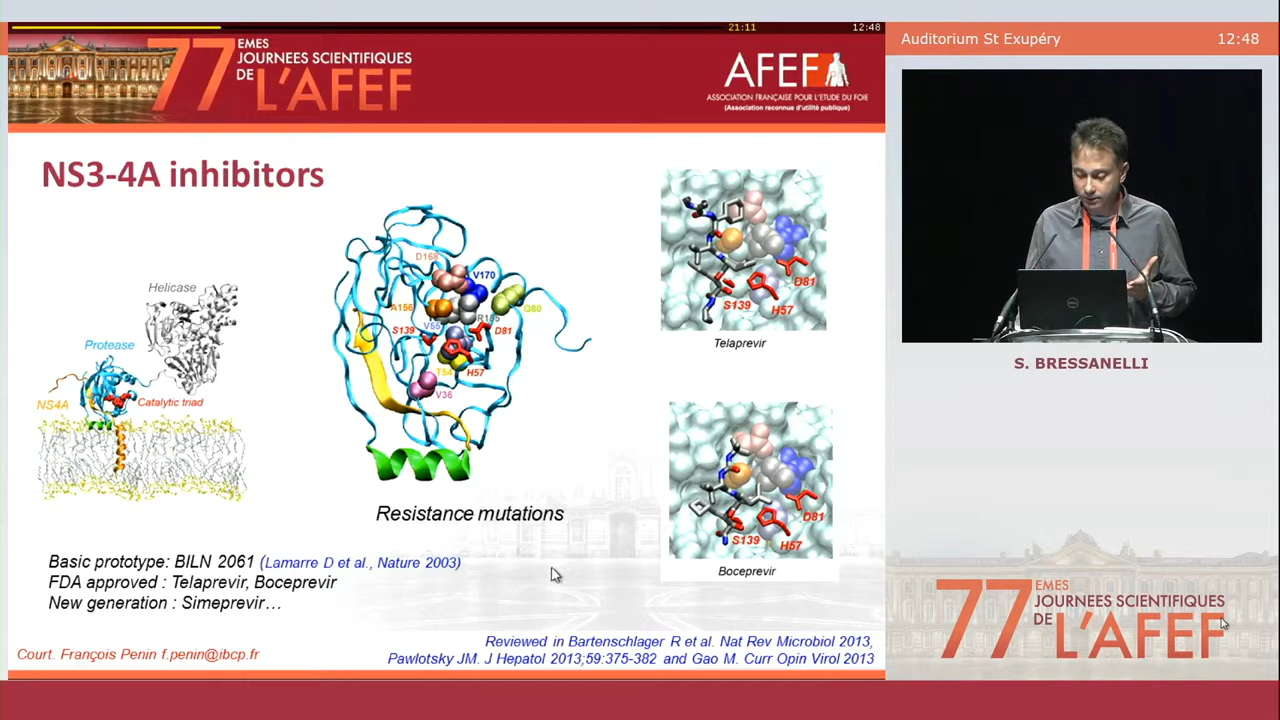 21:11
12:48
77 EMES
JOURNEES SCIENTIFIQUES
DE L'AFEF
AFEF
ASSOCIATION FRANÇAISE POUR L'ETUDE DU FOIE
(Association reconnue d'utilité publique)
Auditorium St Exupéry 12:48
NS3-4A inhibitors
Helicase
Protease
NS4A
Catalytic triad
D168
V170
A156
Q80
V55
S139
D81
T54
H57
V36
Resistance mutations
D81
S139
H57
Telaprevir
D81
S139
H57
Boceprevir
S. BRESSANELLI
Basic prototype: BILN 2061 (Lamarre D et al., Nature 2003)
FDA approved : Telaprevir, Boceprevir
New generation : Simeprevir…
Reviewed in Bartenschlager R et al. Nat Rev Microbiol 2013,
Pawlotsky JM. J Hepatol 2013;59:375-382 and Gao M. Curr Opin Virol 2013
Court. François Penin f.penin@ibcp.fr
77 EMES
JOURNEES SCIENTIFIQUES
DE L'AFEF